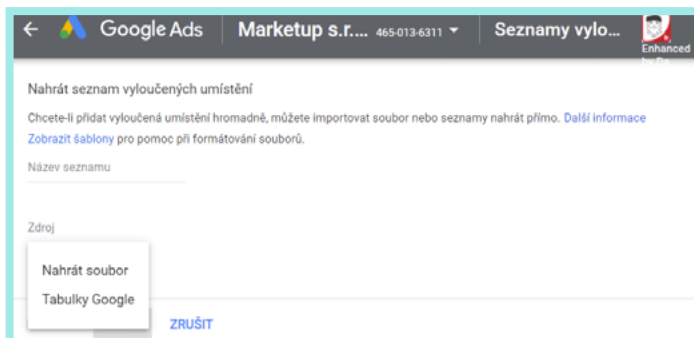 ← Google Ads Marketup s.r.... 465-013-6311 Seznamy vylo...
Enhanced
Nahrát seznam vyloučených umístění
Chcete-li přidat vyloučená umístění hromadně, můžete importovat soubor nebo seznamy nahrát přímo. Další informace
Zobrazit šablony pro pomoc při formátování souborů.
Název seznamu
Zdroj
Nahrát soubor
Tabulky Google
ZRUŠIT